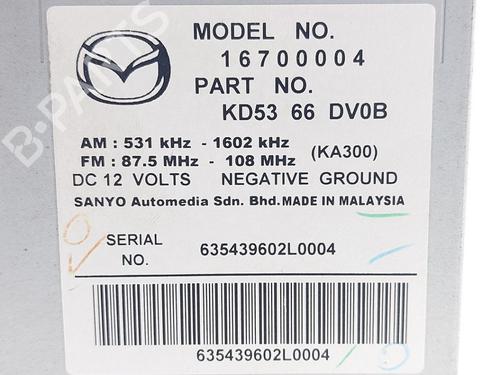 MODEL NO.
16700004
PART NO.
KD53 66 DV0B
AM : 531 kHz - 1602 kHz
FM : 87.5 MHz - 108 MHz (KA300)
DC 12 VOLTS NEGATIVE GROUND
SANYO Automedia Sdn. Bhd. MADE IN MALAYSIA
SERIAL NO. 635439602L0004
635439602L0004
B-PARTS